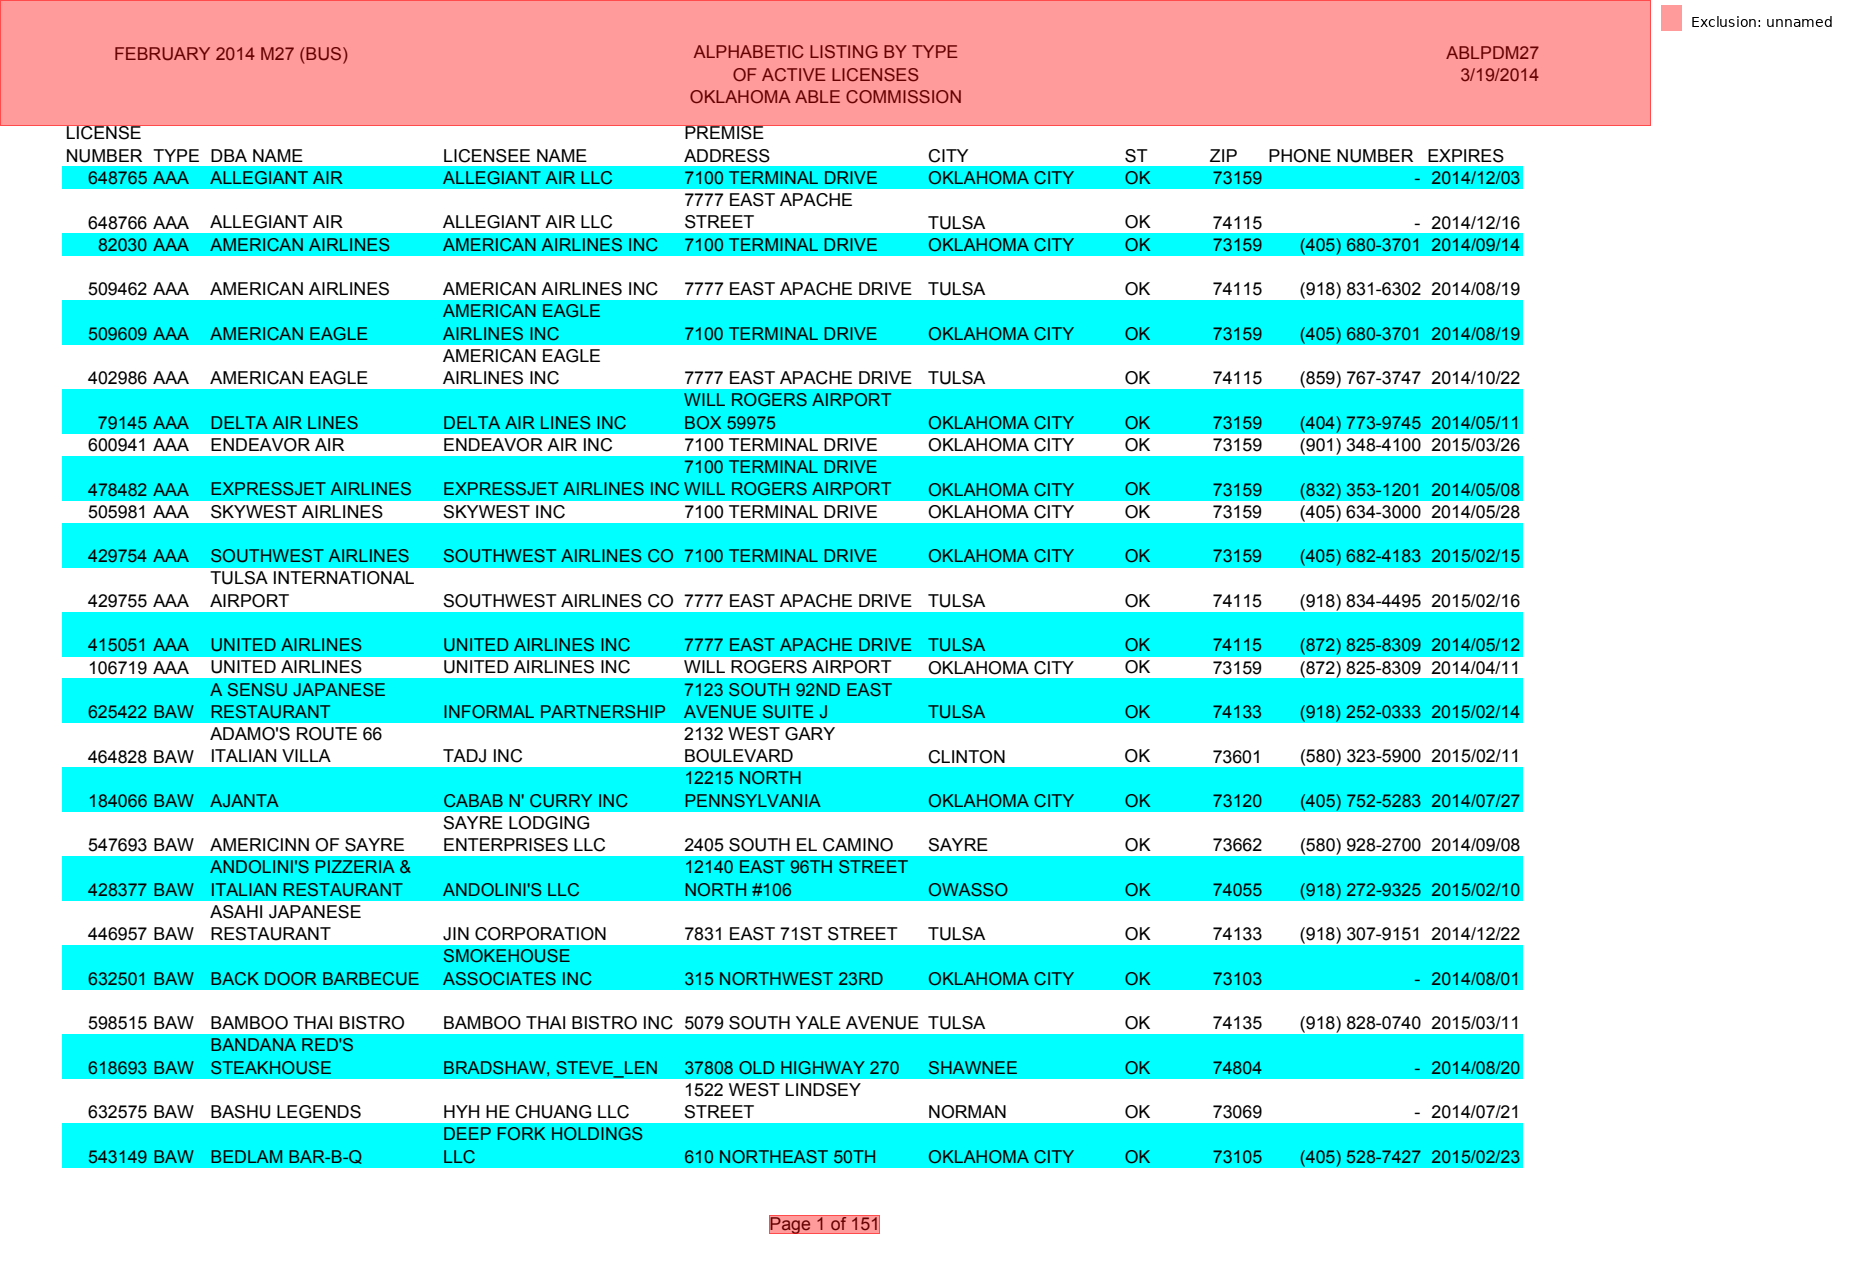 Exclusion: unnamed
FEBRUARY 2014 M27 (BUS) ALPHABETIC LISTING BY TYPE ABLPDM27
OF ACTIVE LICENSES 3/19/2014
OKLAHOMA ABLE COMMISSION
LICENSE PREMISE
NUMBER TYPE DBA NAME LICENSEE NAME ADDRESS CITY ST ZIP PHONE NUMBER EXPIRES
648765 AAA ALLEGIANT AIR ALLEGIANT AIR LLC 7100 TERMINAL DRIVE OKLAHOMA CITY OK 73159 - 2014/12/03
7777 EAST APACHE
648766 AAA ALLEGIANT AIR ALLEGIANT AIR LLC STREET TULSA OK 74115 - 2014/12/16
82030 AAA AMERICAN AIRLINES AMERICAN AIRLINES INC 7100 TERMINAL DRIVE OKLAHOMA CITY OK 73159 (405) 680-3701 2014/09/14
509462 AAA AMERICAN AIRLINES AMERICAN AIRLINES INC 7777 EAST APACHE DRIVE TULSA OK 74115 (918) 831-6302 2014/08/19
AMERICAN EAGLE
509609 AAA AMERICAN EAGLE AIRLINES INC 7100 TERMINAL DRIVE OKLAHOMA CITY OK 73159 (405) 680-3701 2014/08/19
AMERICAN EAGLE
402986 AAA AMERICAN EAGLE AIRLINES INC 7777 EAST APACHE DRIVE TULSA OK 74115 (859) 767-3747 2014/10/22
WILL ROGERS AIRPORT
79145 AAA DELTA AIR LINES DELTA AIR LINES INC BOX 59975 OKLAHOMA CITY OK 73159 (404) 773-9745 2014/05/11
600941 AAA ENDEAVOR AIR ENDEAVOR AIR INC 7100 TERMINAL DRIVE OKLAHOMA CITY OK 73159 (901) 348-4100 2015/03/26
7100 TERMINAL DRIVE
478482 AAA EXPRESSJET AIRLINES EXPRESSJET AIRLINES INC WILL ROGERS AIRPORT OKLAHOMA CITY OK 73159 (832) 353-1201 2014/05/08
505981 AAA SKYWEST AIRLINES SKYWEST INC 7100 TERMINAL DRIVE OKLAHOMA CITY OK 73159 (405) 634-3000 2014/05/28
429754 AAA SOUTHWEST AIRLINES SOUTHWEST AIRLINES CO 7100 TERMINAL DRIVE OKLAHOMA CITY OK 73159 (405) 682-4183 2015/02/15
TULSA INTERNATIONAL
429755 AAA AIRPORT SOUTHWEST AIRLINES CO 7777 EAST APACHE DRIVE TULSA OK 74115 (918) 834-4495 2015/02/16
415051 AAA UNITED AIRLINES UNITED AIRLINES INC 7777 EAST APACHE DRIVE TULSA OK 74115 (872) 825-8309 2014/05/12
106719 AAA UNITED AIRLINES UNITED AIRLINES INC WILL ROGERS AIRPORT OKLAHOMA CITY OK 73159 (872) 825-8309 2014/04/11
A SENSU JAPANESE 7123 SOUTH 92ND EAST
625422 BAW RESTAURANT INFORMAL PARTNERSHIP AVENUE SUITE J TULSA OK 74133 (918) 252-0333 2015/02/14
ADAMO'S ROUTE 66 2132 WEST GARY
464828 BAW ITALIAN VILLA TADJ INC BOULEVARD CLINTON OK 73601 (580) 323-5900 2015/02/11
12215 NORTH
184066 BAW AJANTA CABAB N' CURRY INC PENNSYLVANIA OKLAHOMA CITY OK 73120 (405) 752-5283 2014/07/27
SAYRE LODGING
547693 BAW AMERICINN OF SAYRE ENTERPRISES LLC 2405 SOUTH EL CAMINO SAYRE OK 73662 (580) 928-2700 2014/09/08
ANDOLINI'S PIZZERIA & 12140 EAST 96TH STREET
428377 BAW ITALIAN RESTAURANT ANDOLINI'S LLC NORTH #106 OWASSO OK 74055 (918) 272-9325 2015/02/10
ASAHI JAPANESE
446957 BAW RESTAURANT JIN CORPORATION 7831 EAST 71ST STREET TULSA OK 74133 (918) 307-9151 2014/12/22
SMOKEHOUSE
632501 BAW BACK DOOR BARBECUE ASSOCIATES INC 315 NORTHWEST 23RD OKLAHOMA CITY OK 73103 - 2014/08/01
598515 BAW BAMBOO THAI BISTRO BAMBOO THAI BISTRO INC 5079 SOUTH YALE AVENUE TULSA OK 74135 (918) 828-0740 2015/03/11
BANDANA RED'S
618693 BAW STEAKHOUSE BRADSHAW, STEVE_LEN 37808 OLD HIGHWAY 270 SHAWNEE OK 74804 - 2014/08/20
1522 WEST LINDSEY
632575 BAW BASHU LEGENDS HYH HE CHUANG LLC STREET NORMAN OK 73069 - 2014/07/21
DEEP FORK HOLDINGS
543149 BAW BEDLAM BAR-B-Q LLC 610 NORTHEAST 50TH OKLAHOMA CITY OK 73105 (405) 528-7427 2015/02/23
Page 1 of 151